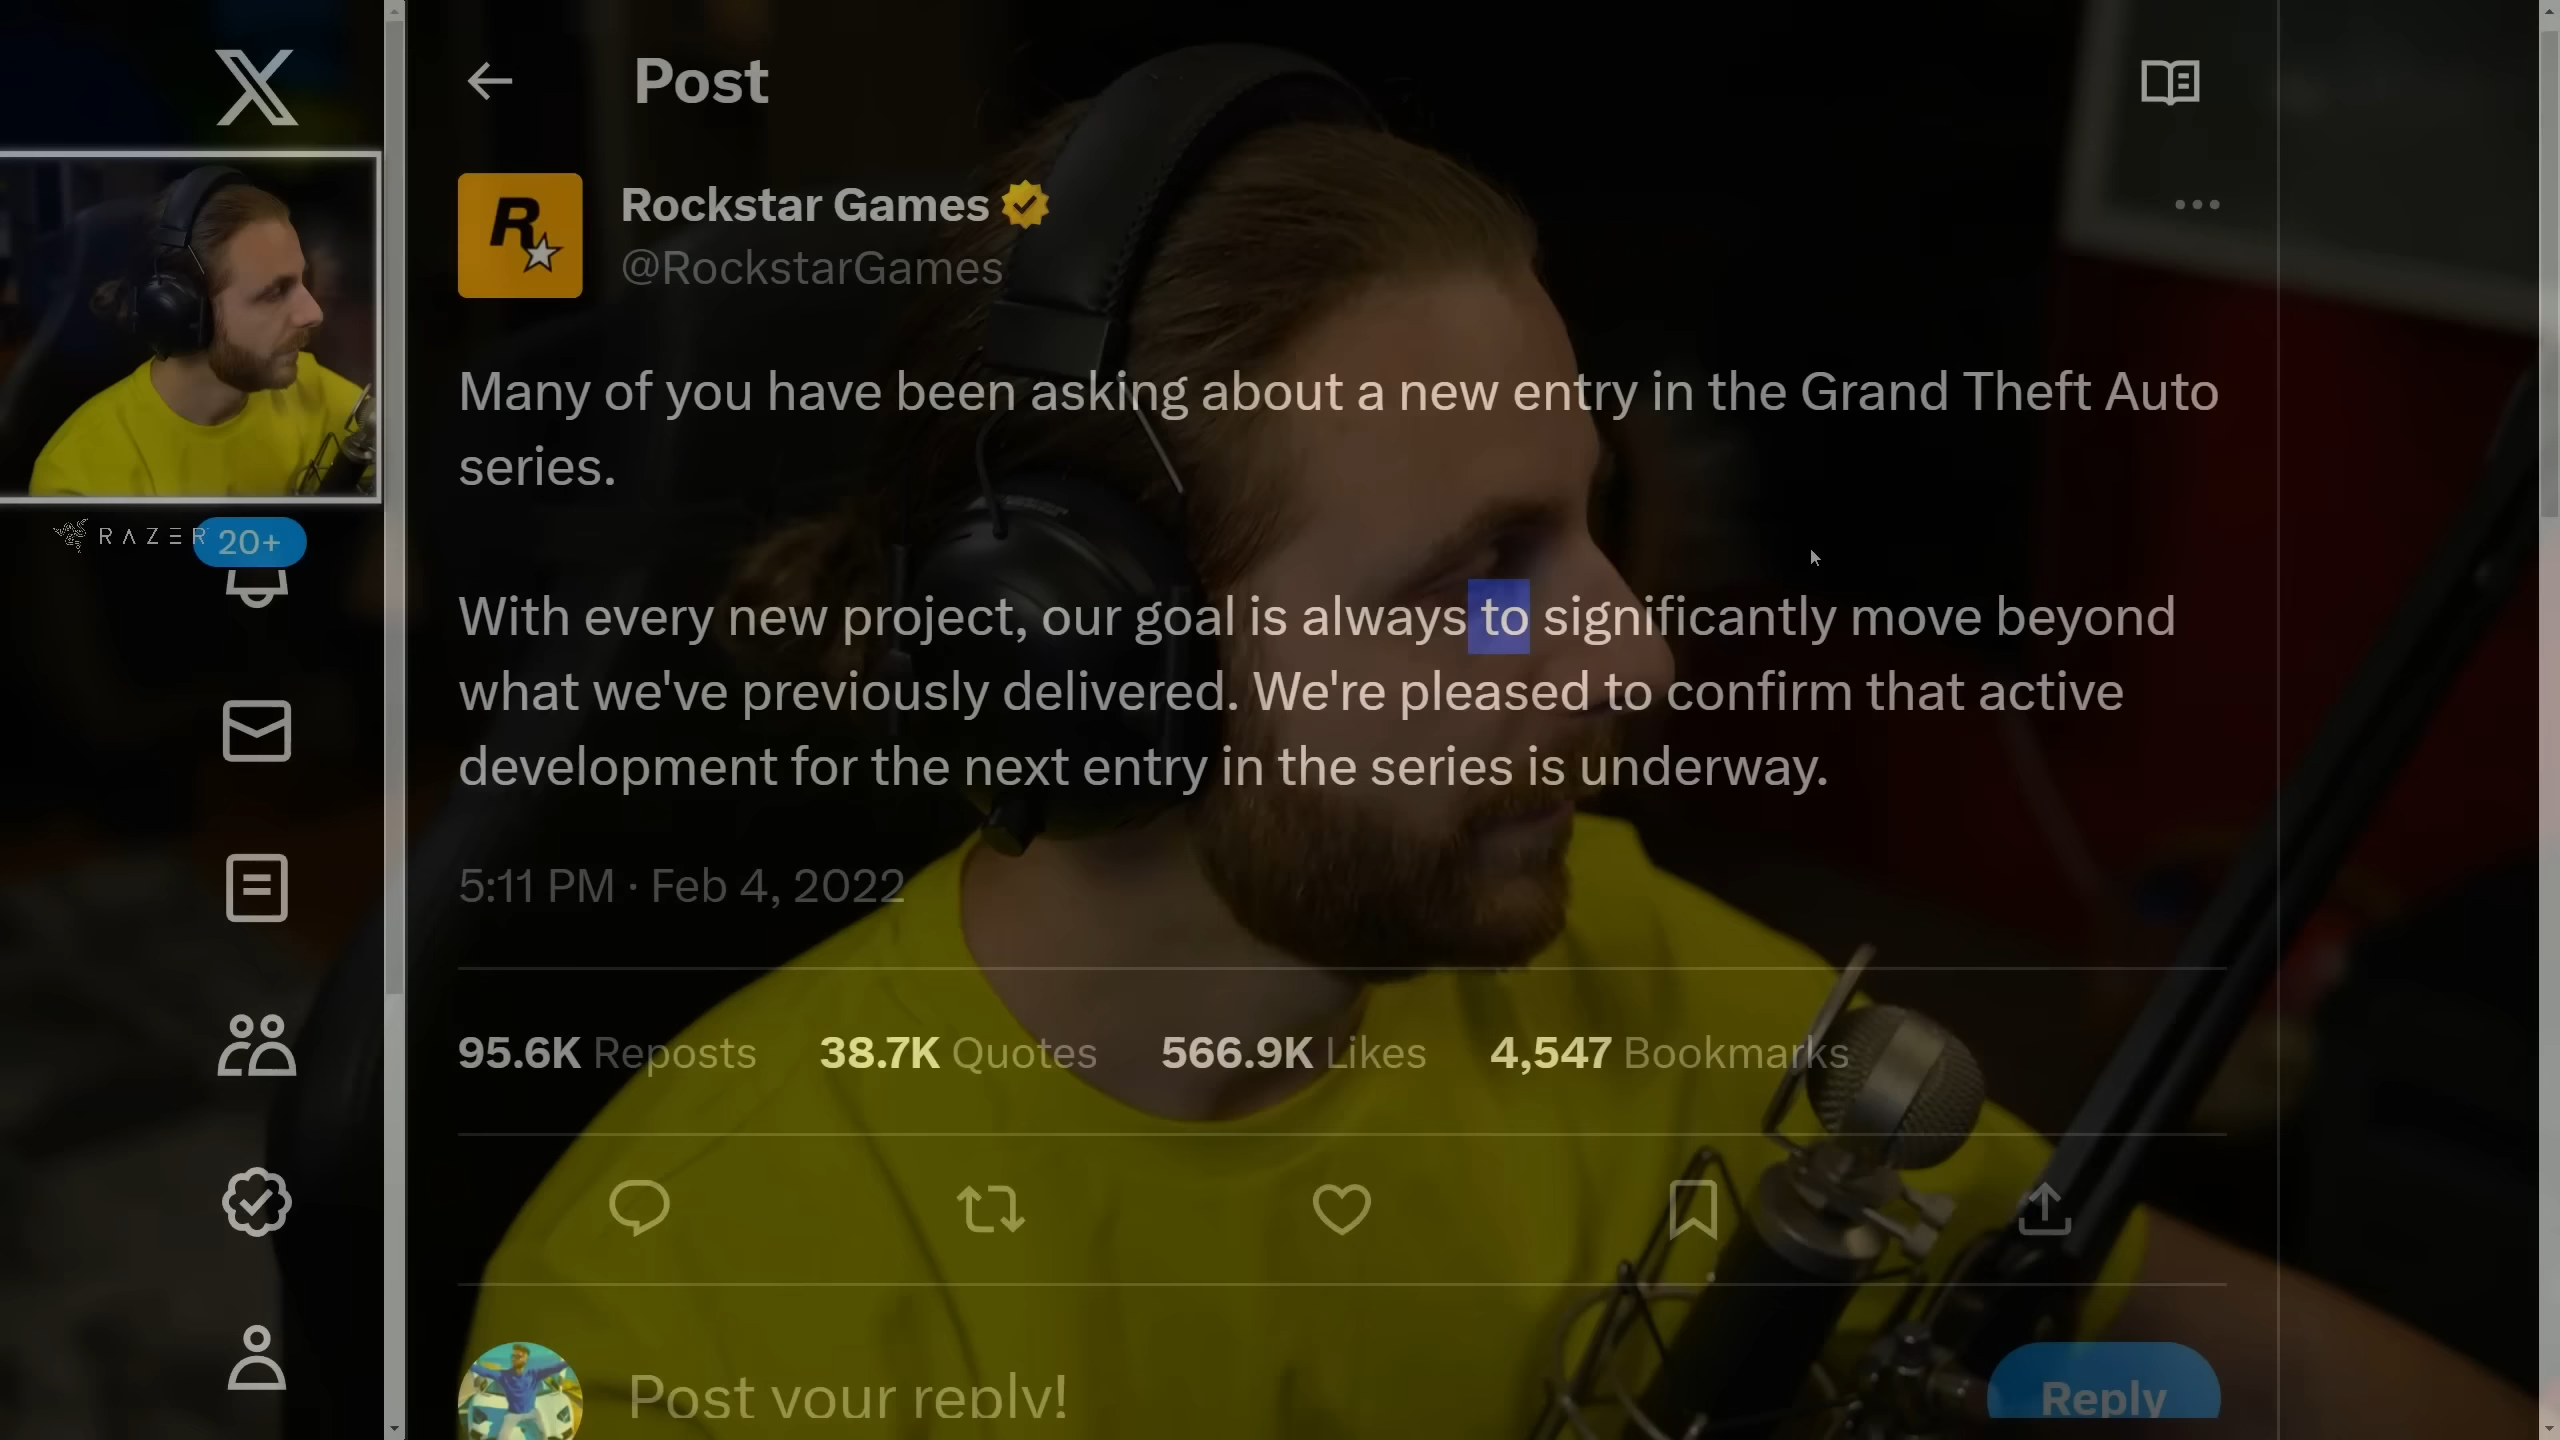 Post
Rockstar Games
@RockstarGames
Many of you have been asking about a new entry in the Grand Theft Auto
series.
RAZER
20+
With every new project, our goal is always to significantly move beyond
what we've previously delivered. We're pleased to confirm that active
development for the next entry in the series is underway.
5:11 PM · Feb 4, 2022
95.6K Reposts 38.7K Quotes 566.9K Likes 4,547 Bookmarks
Post your reply!
Reply